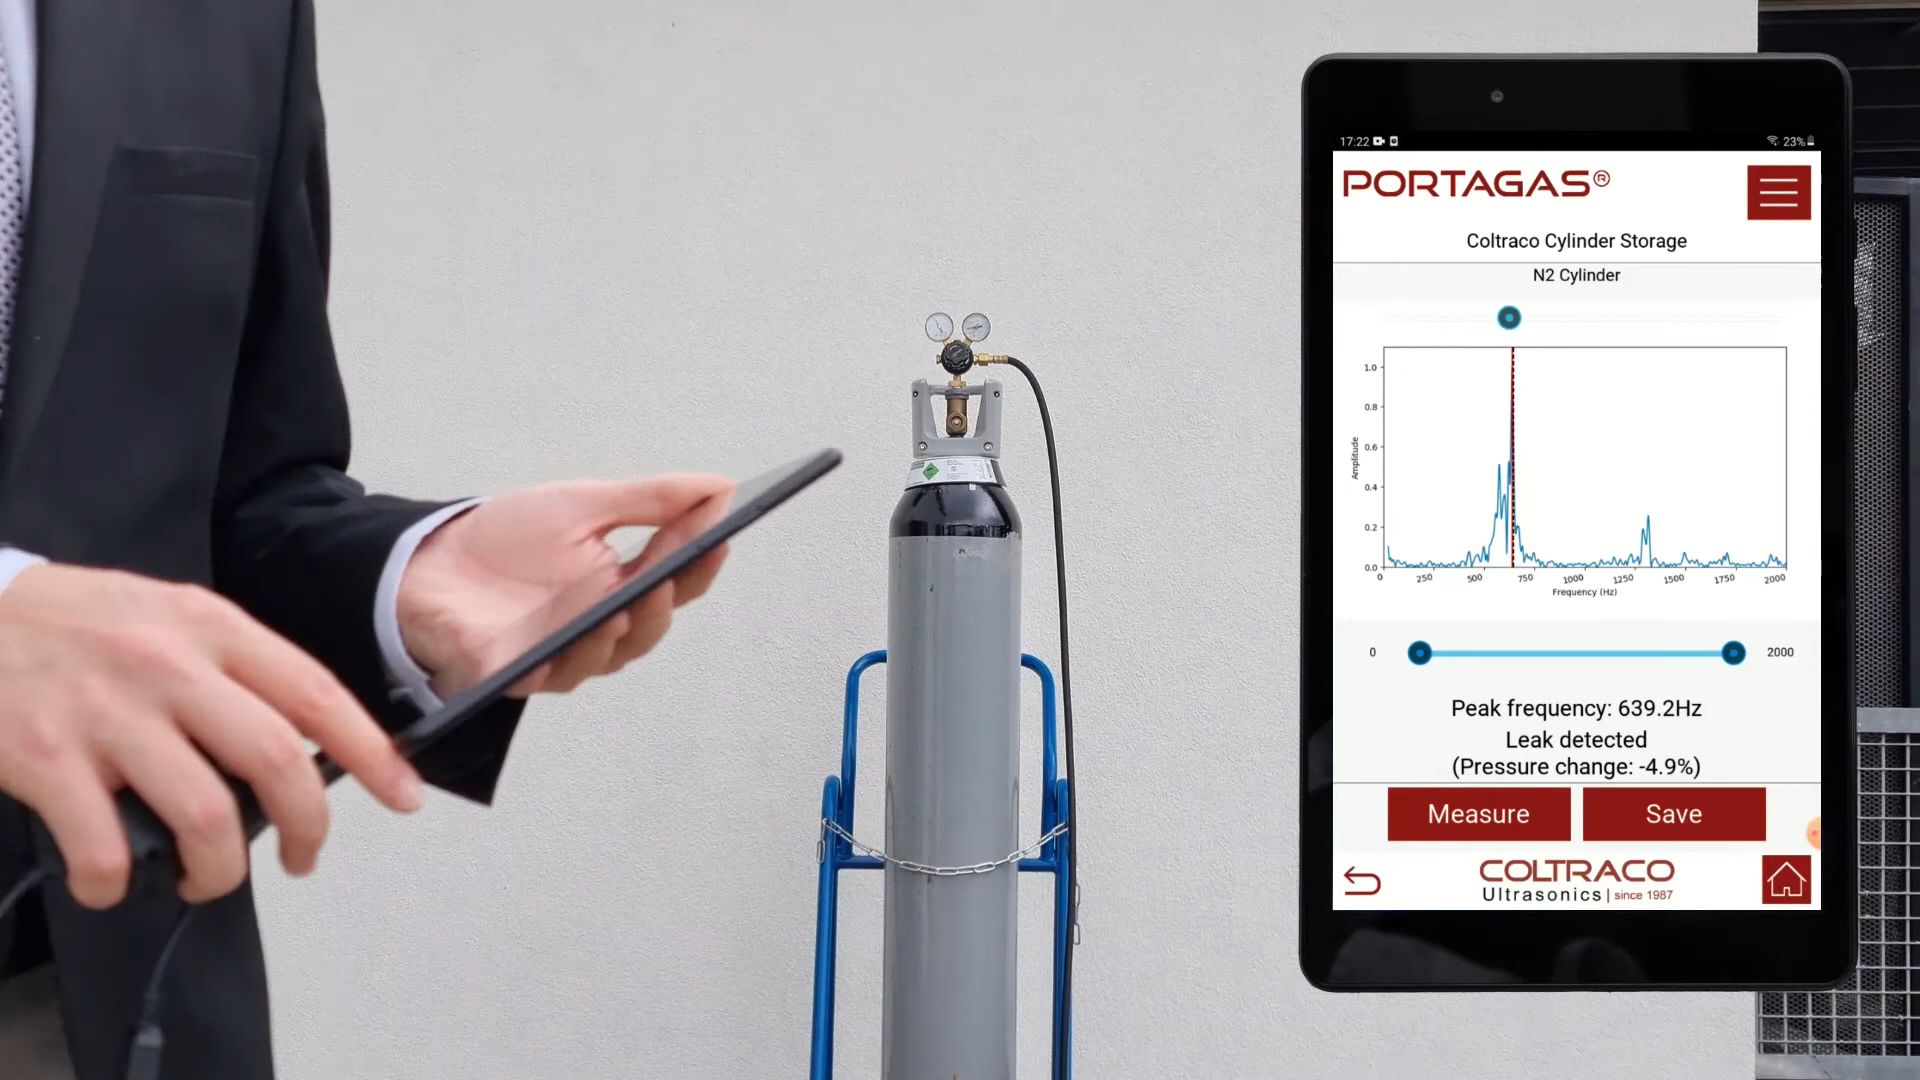 17:22
23%
PORTAGAS®
Coltraco Cylinder Storage
N2 Cylinder
1.0
0.8
0.6
0.4
0.2
0.0
Amplitude
0 250 500 750 1000 1250 1500 1750 2000
Frequency (Hz)
0 2000
Peak frequency: 639.2Hz
Leak detected
(Pressure change: -4.9%)
Measure Save
COLTRACO
Ultrasonics | since 1987